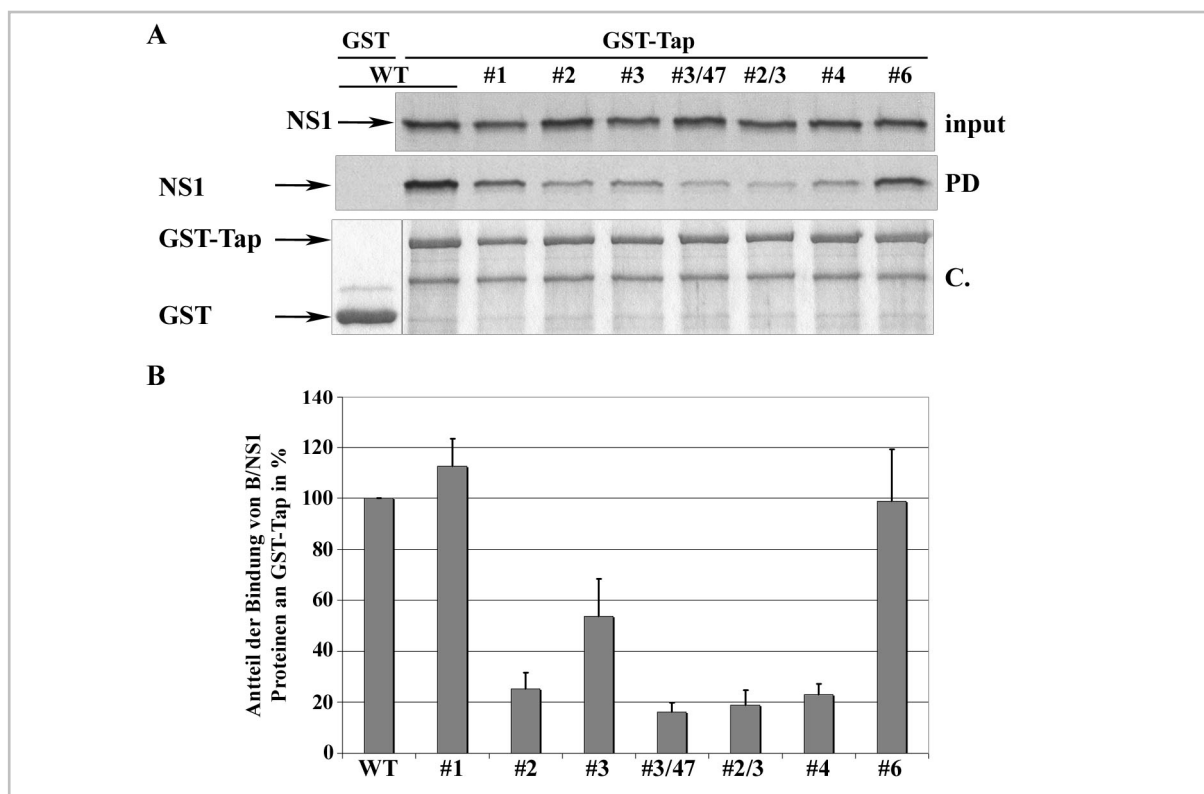 A
GST GST-Tap
WT #1 #2 #3 #3/47 #2/3 #4 #6
NS1 input
NS1 PD
GST-Tap
C.
GST
B
Antteil der Bindung von B/NS1
Proteinen an GST-Tap in %
140
120
100
80
60
40
20
0
WT #1 #2 #3 #3/47 #2/3 #4 #6